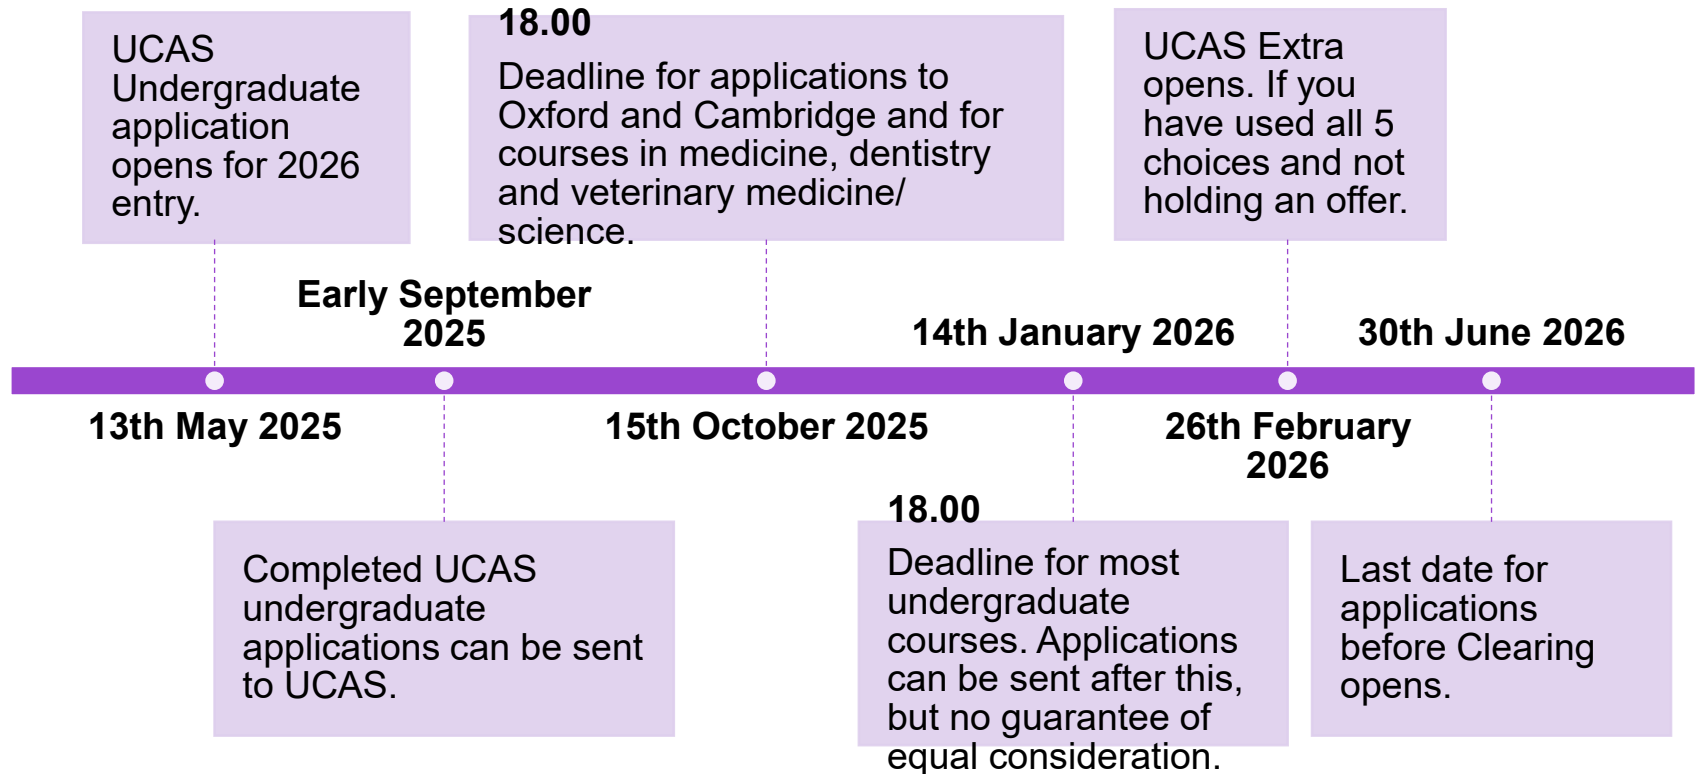 UCAS
Undergraduate
application
opens for 2026
entry.
18.00
Deadline for applications to
Oxford and Cambridge and for
courses in medicine, dentistry
and veterinary medicine/
science.
UCAS Extra
opens. If you
have used all 5
choices and not
holding an offer.
Early September
2025
14th January 2026
30th June 2026
13th May 2025
15th October 2025
26th February
2026
Completed UCAS
undergraduate
applications can be sent
to UCAS.
18.00
Deadline for most
undergraduate
courses. Applications
can be sent after this,
but no guarantee of
equal consideration.
Last date for
applications
before Clearing
opens.